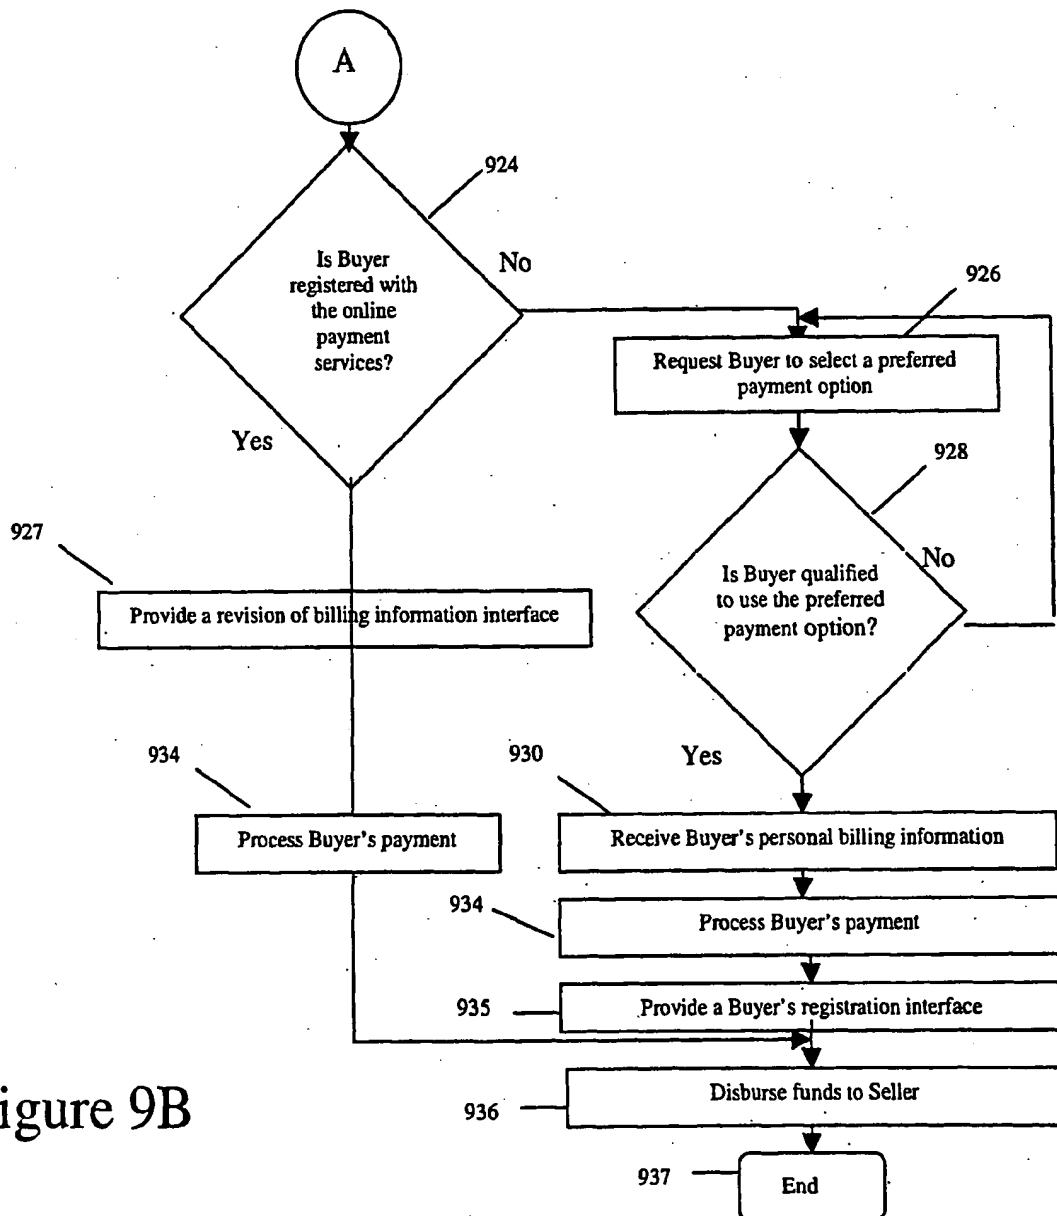 A
924
Is Buyer
registered with
the online
payment
services?
No
Yes
926
Request Buyer to select a preferred
payment option
928
Is Buyer qualified
to use the preferred
payment option?
No
Yes
927
Provide a revision of billing information interface
934
Process Buyer's payment
930
Receive Buyer's personal billing information
934
Process Buyer's payment
935
Provide a Buyer's registration interface
936
Disburse funds to Seller
937
End
igure 9B